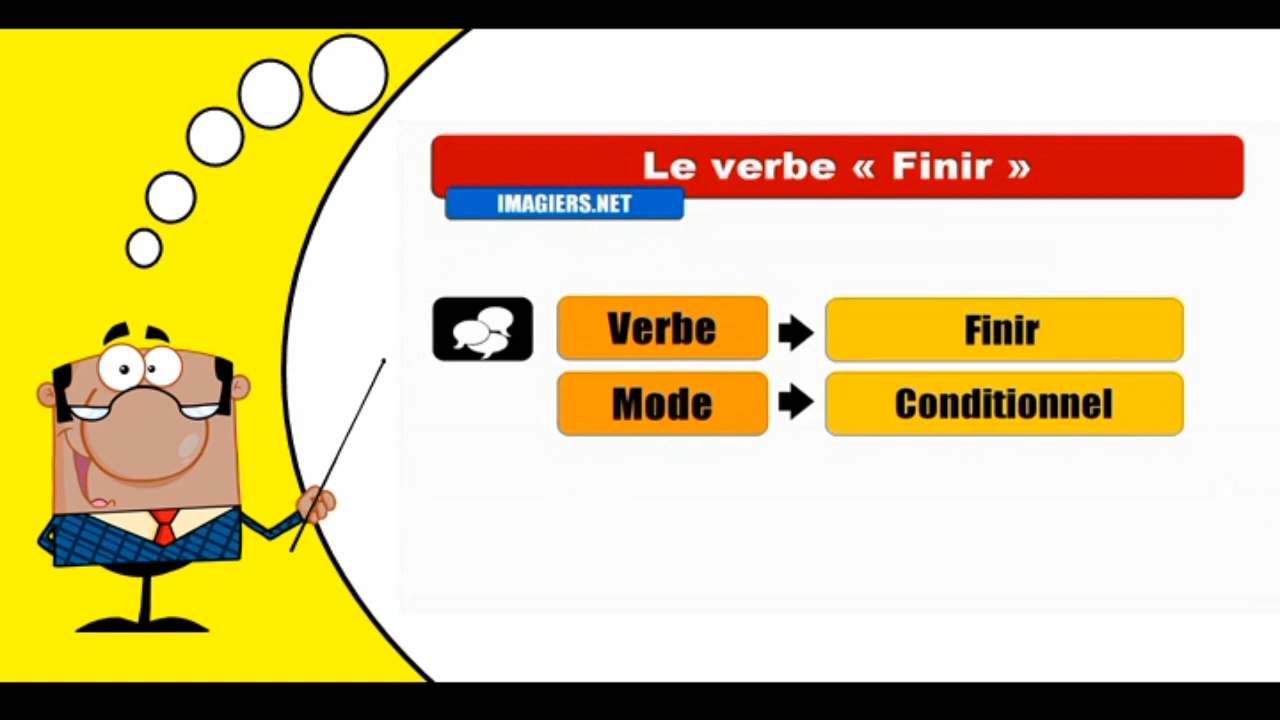 Le verbe « Finir »
IMAGIERS.NET
Verbe Finir
Mode Conditionnel